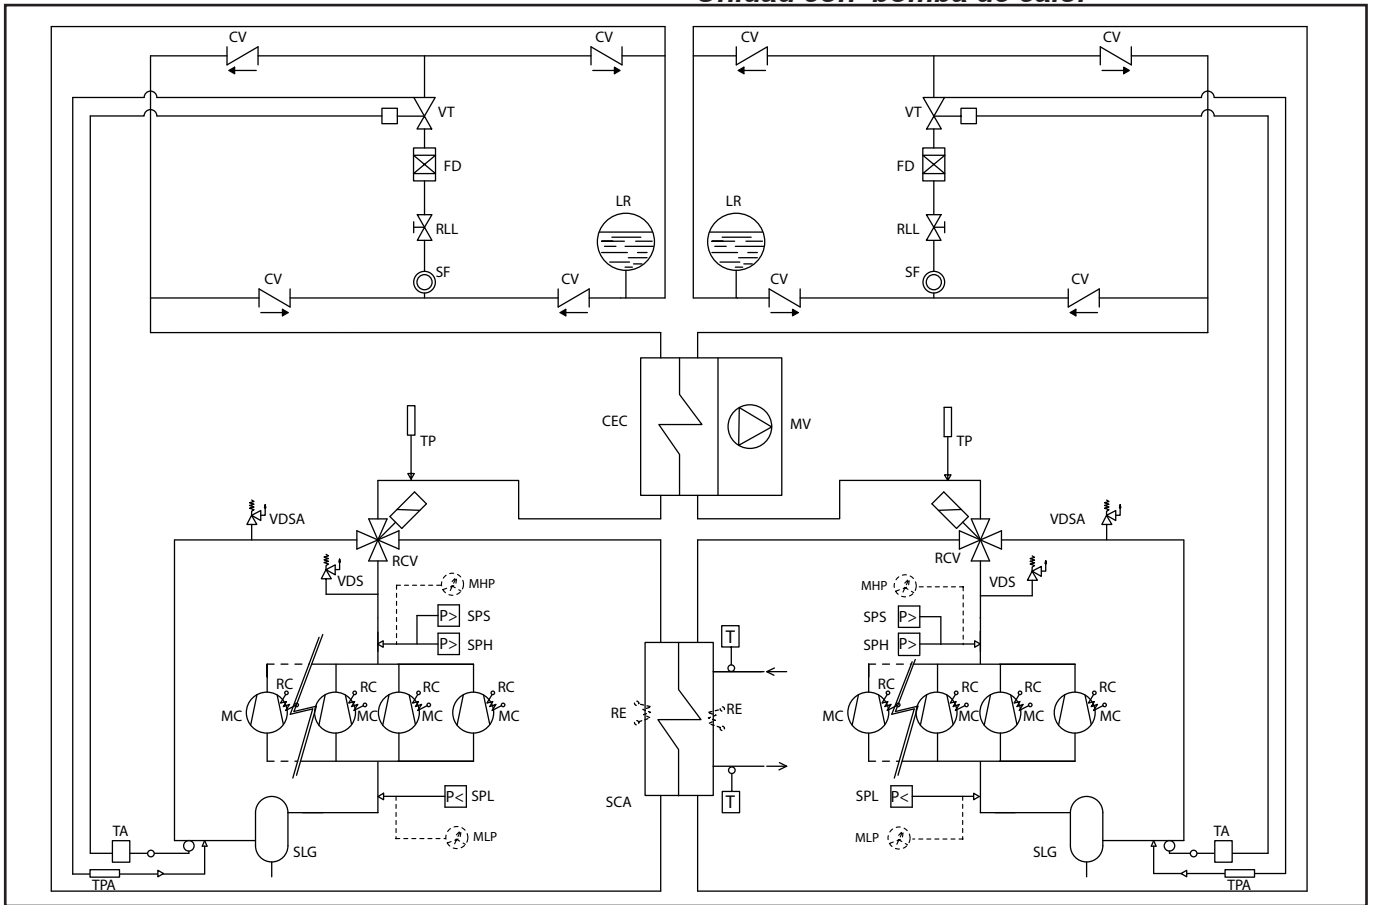 Unidad con bomba de calor
CV CV CV CV
VT VT
FD FD
LR LR
RLL RLL
SF SF
CV CV CV CV
CEC MV
TP TP
VDSA VDSA
RCV RCV
VDS MHP MHP VDS
SPS SPS
SPH SPH
RC RC RC RC RC RC RC RC
MC MC MC MC MC MC MC MC
T
RE RE
SPL SCA T SPL
MLP MLP
TA SLG SLG TA
TPA TPA
P> P>
P> P>
P< P<